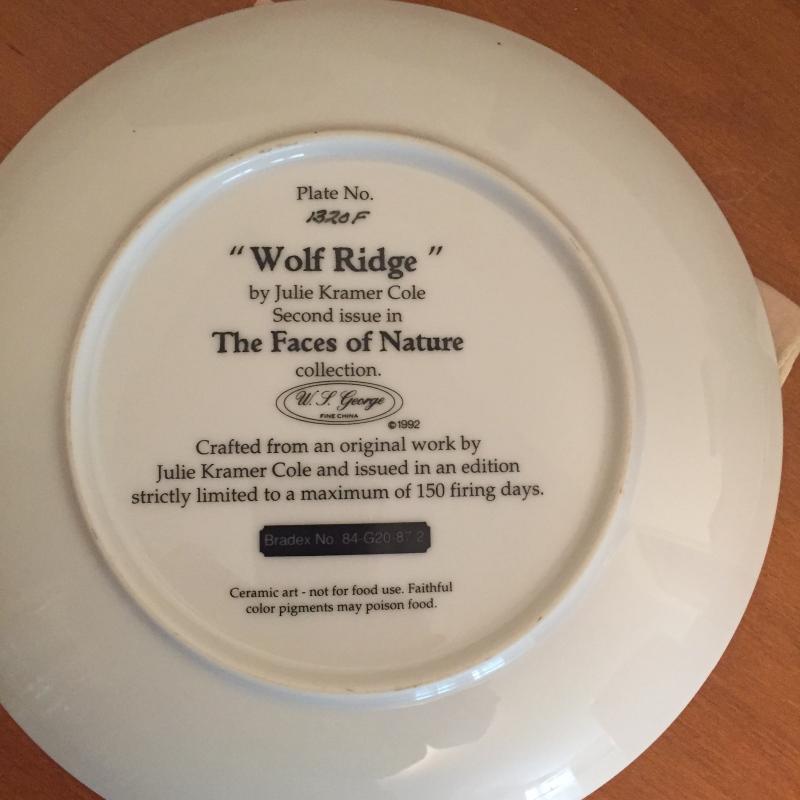 Plate No.
1320F
"Wolf Ridge"
by Julie Kramer Cole
Second issue in
The Faces of Nature
collection.
W. S. George
FINE CHINA
©1992
Crafted from an original work by
Julie Kramer Cole and issued in an edition
strictly limited to a maximum of 150 firing days.
Bradex No. 84-G20-
Ceramic art - not for food use. Faithful
color pigments may poison food.